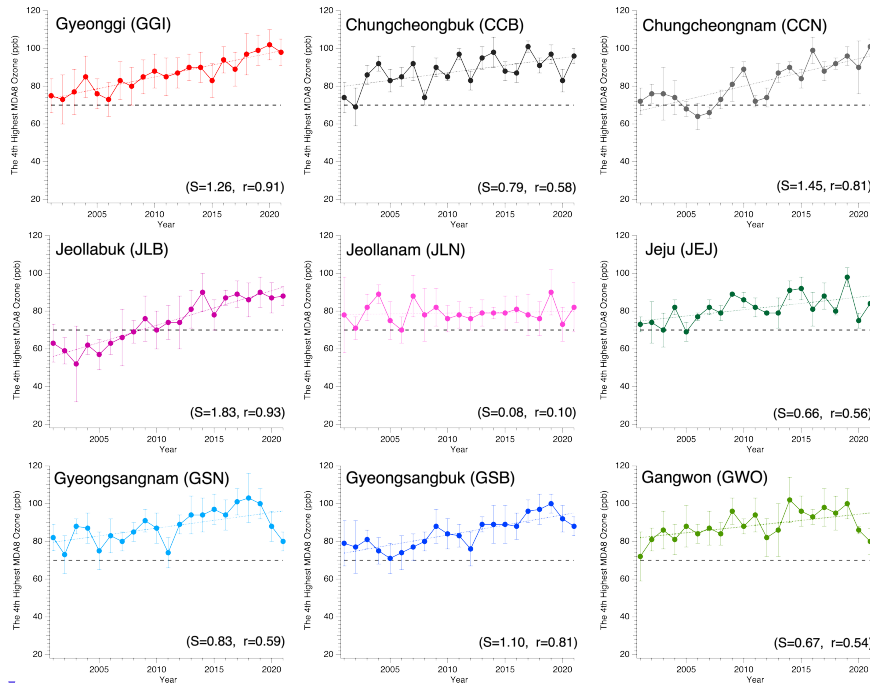 Gyeonggi (GGI)
The 4th Highest MDA8 Ozone (ppb)
120
100
80
60
40
20
(S=1.26, r=0.91)
2005 2010 2015 2020
Year
Chungcheongbuk (CCB)
The 4th Highest MDA8 Ozone (ppb)
120
100
80
60
40
20
(S=0.79, r=0.58)
2005 2010 2015 2020
Year
Chungcheongnam (CCN)
The 4th Highest MDA8 Ozone (ppb)
120
100
80
60
40
20
(S=1.45, r=0.81)
2005 2010 2015 2020
Year
Jeollabuk (JLB)
The 4th Highest MDA8 Ozone (ppb)
120
100
80
60
40
20
(S=1.83, r=0.93)
2005 2010 2015 2020
Year
Jeollanam (JLN)
The 4th Highest MDA8 Ozone (ppb)
120
100
80
60
40
20
(S=0.08, r=0.10)
2005 2010 2015 2020
Year
Jeju (JEJ)
The 4th Highest MDA8 Ozone (ppb)
120
100
80
60
40
20
(S=0.66, r=0.56)
2005 2010 2015 2020
Year
Gyeongsangnam (GSN)
The 4th Highest MDA8 Ozone (ppb)
120
100
80
60
40
20
(S=0.83, r=0.59)
2005 2010 2015 2020
Year
Gyeongsangbuk (GSB)
The 4th Highest MDA8 Ozone (ppb)
120
100
80
60
40
20
(S=1.10, r=0.81)
2005 2010 2015 2020
Year
Gangwon (GWO)
The 4th Highest MDA8 Ozone (ppb)
120
100
80
60
40
20
(S=0.67, r=0.54)
2005 2010 2015 2020
Year